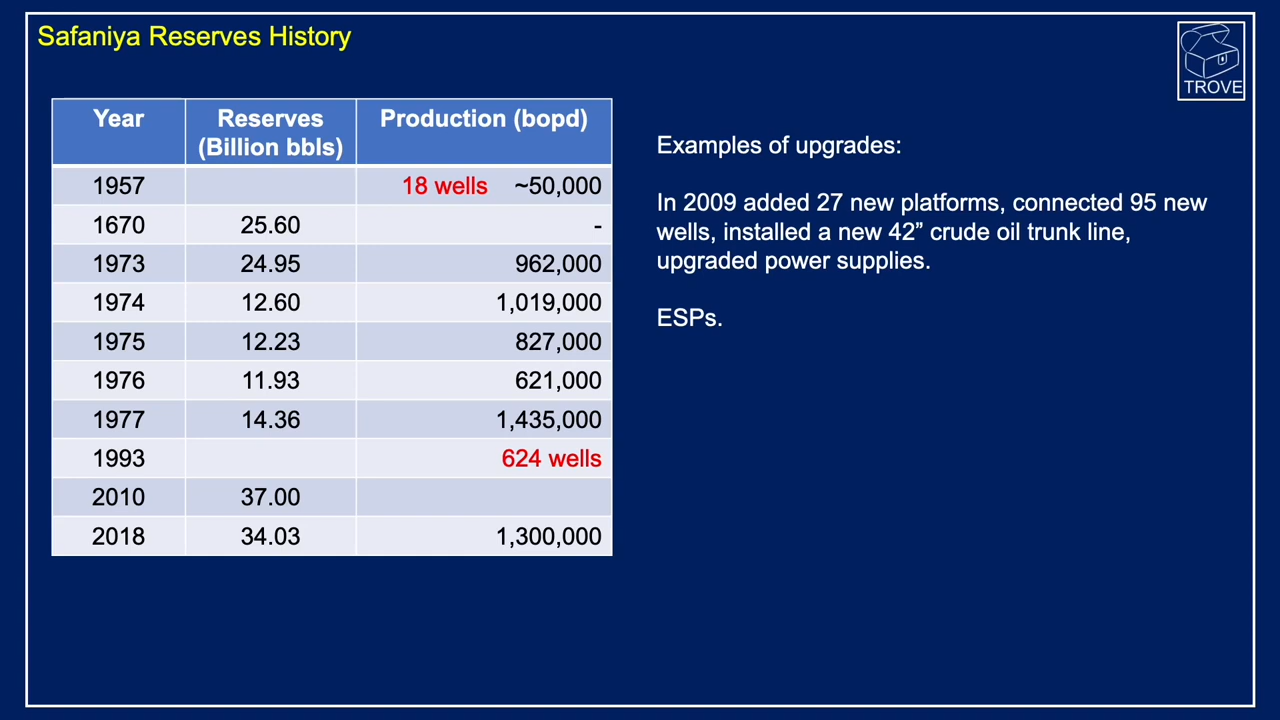 Safaniya Reserves History
TROVE
Year Reserves (Billion bbls) Production (bopd)
1957 18 wells ~50,000
1670 25.60 -
1973 24.95 962,000
1974 12.60 1,019,000
1975 12.23 827,000
1976 11.93 621,000
1977 14.36 1,435,000
1993 624 wells
2010 37.00
2018 34.03 1,300,000
Examples of upgrades:
In 2009 added 27 new platforms, connected 95 new
wells, installed a new 42” crude oil trunk line,
upgraded power supplies.
ESPs.